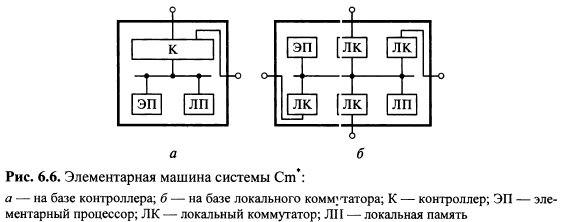 К
ЭП ЛП
ЭП ЛК ЛК
ЛК ЛК ЛП
а б
Рис. 6.6. Элементарная машина системы Cm*:
а — на базе контроллера; б — на базе локального коммутатора; К — контроллер; ЭП — эле-
ментарный процессор; ЛК — локальный коммутатор; ЛП — локальная память